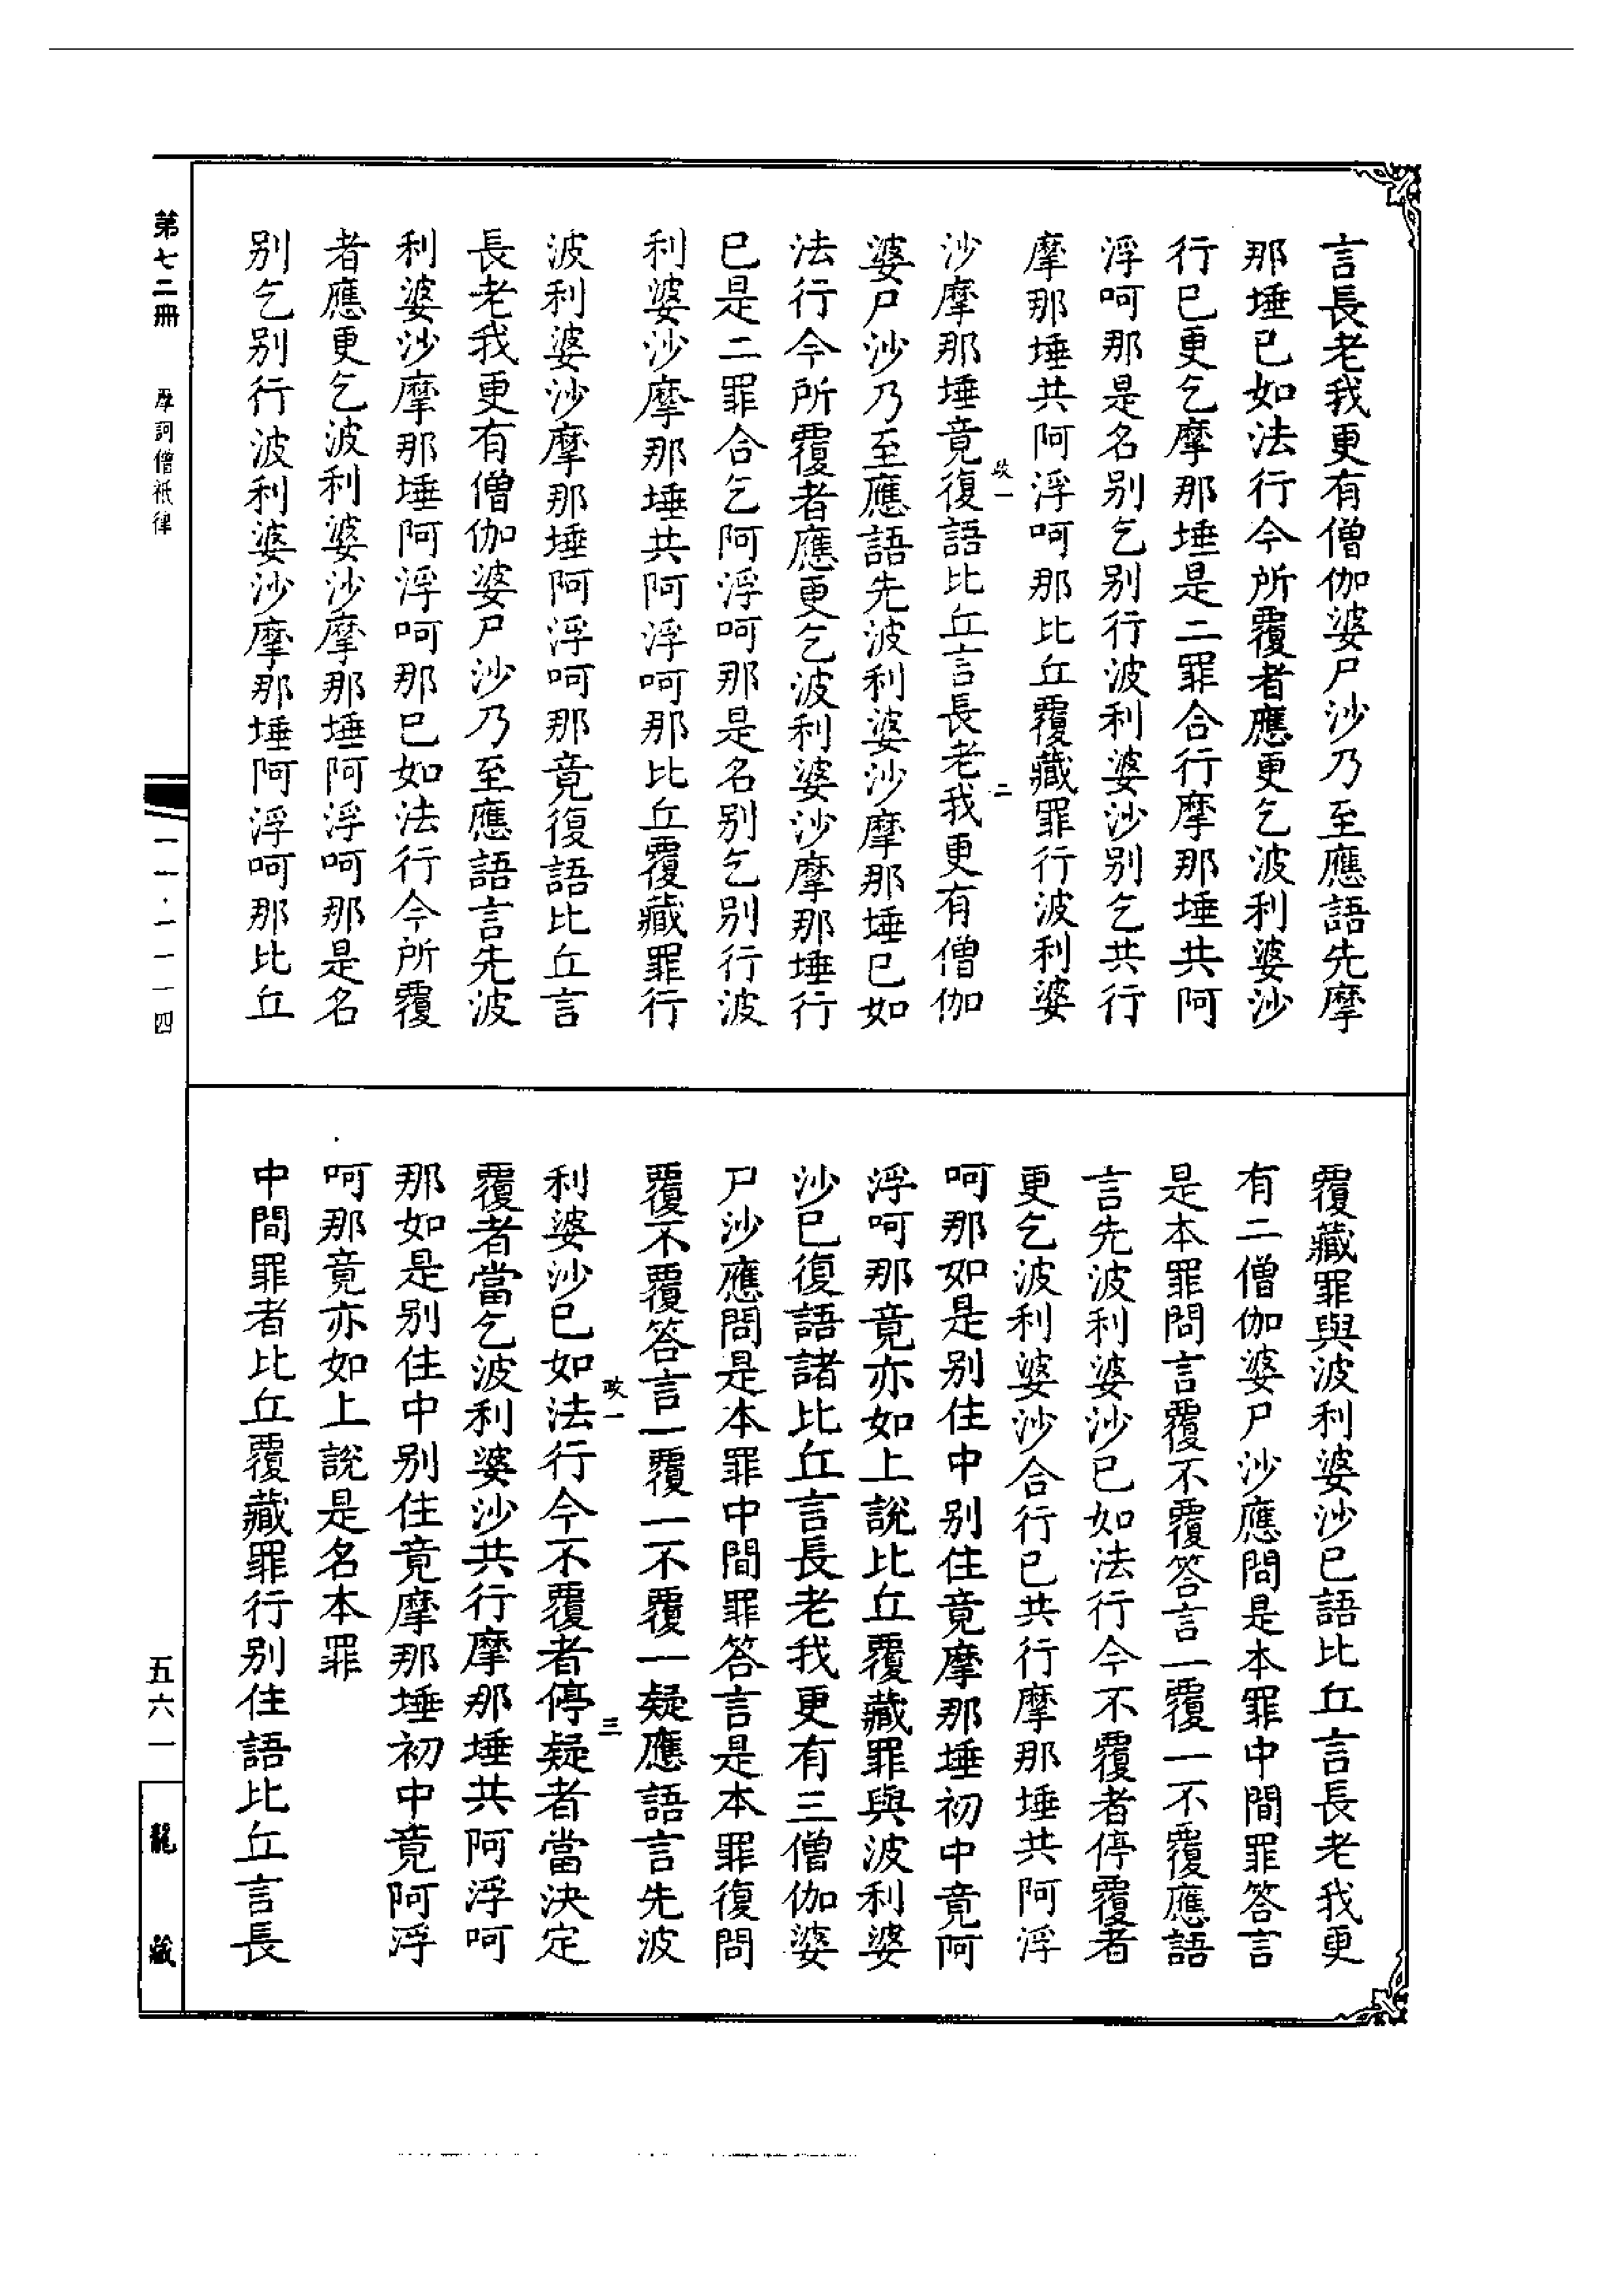 言長老我更有僧伽婆尸沙乃至應語先摩
那埵已如法行今所覆者應更乞波利婆沙
行已更乞摩那埵是二罪合行摩那埵共阿
浮呵那是名別乞別行波利婆沙別乞共行
摩那埵共阿浮呵那比丘覆藏罪行波利婆
政一 二
沙摩那埵竟復語比丘言長老我更有僧伽
婆尸沙乃至應語先波利婆沙摩那埵已如
法行今所覆者應更乞波利婆沙摩那埵行
已是二罪合乞阿浮呵那是名別乞別行波
利婆沙摩那埵共阿浮呵那比丘覆藏罪行
波利婆沙摩那埵阿浮呵那竟復語比丘言
長老我更有僧伽婆尸沙乃至應語言先波
利婆沙摩那埵阿浮呵那已如法行今所覆
者應更乞波利婆沙摩那埵阿浮呵那是名
別乞別行波利婆沙摩那埵阿浮呵那比丘
覆藏罪與波利婆沙已語比丘言長老我更
有二僧伽婆尸沙應問是本罪中間罪答言
是本罪問言覆不覆答言一覆一不覆應語
言先波利婆沙已如法行今不覆者停覆者
更乞波利婆沙合行已共行摩那埵共阿浮
呵那如是別住中別住竟摩那埵初中竟阿
浮呵那竟亦如上說比丘覆藏罪與波利婆
沙已復語諸比丘言長老我更有三僧伽婆
尸沙應問是本罪中間罪答言是本罪復問
覆不覆答言一覆一不覆一疑應語言先波
政一 三
利婆沙已如法行今不覆者停疑者當決定
覆者當乞波利婆沙共行摩那埵共阿浮呵
那如是別住中別住竟摩那埵初中竟阿浮
呵那竟亦如上說是名本罪
中間罪者比丘覆藏罪行別住語比丘言長
第七二冊 摩訶僧祇律 一一·一一一四 五六一 龍藏